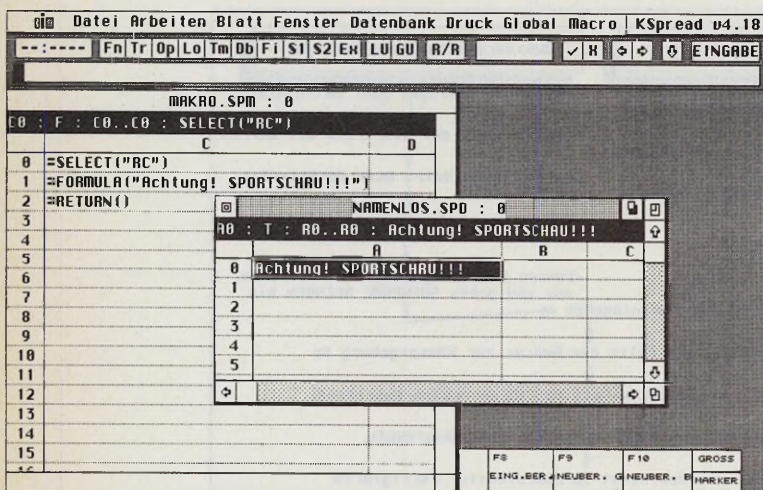 Datei Arbeiten Blatt Fenster Datenbank Druck Global Macro | KSpread v4.18
--:---- Fn Tr Op Lo Tm Db Fi S1 S2 Ex LU GU R/R EINGABE
MAKRO.SPM : 0
C0 : F : C0..C0 : SELECT("RC")
C D
0 =SELECT("RC")
1 =FORMULA("Achtung! SPORTSCHAU!!!")
2 =RETURN()
3
4
5
6
7
8
9
10
11
12
13
14
15
16
NAMENLOS.SPD : 0
A0 : T : R0..R0 : Achtung! SPORTSCHAU!!!
A B C
0 Achtung! SPORTSCHAU!!!
1
2
3
4
5
F8 F9 F10 GROSS
EING.BER. NEUBER. G NEUBER. B MARKER